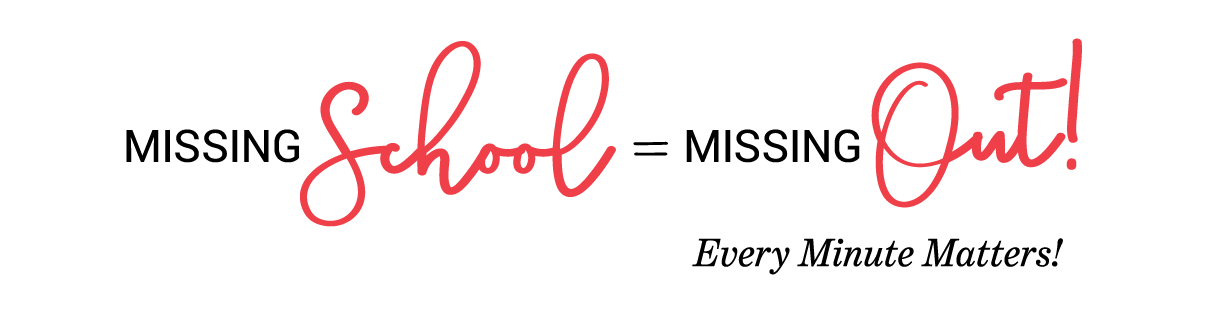 MISSING School = MISSING Out!
Every Minute Matters!